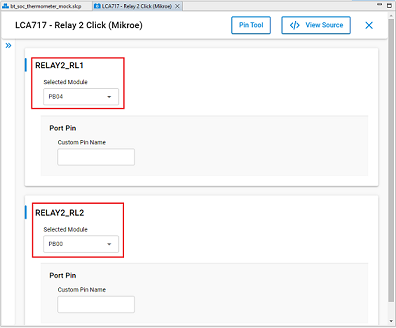 bt_soc_thermometer_mock.slcp
LCA717 - Relay 2 Click (Mikroe)
LCA717 - Relay 2 Click (Mikroe)
Pin Tool
View Source
RELAY2_RL1
Selected Module
PB04
Port Pin
Custom Pin Name
RELAY2_RL2
Selected Module
PB00
Port Pin
Custom Pin Name